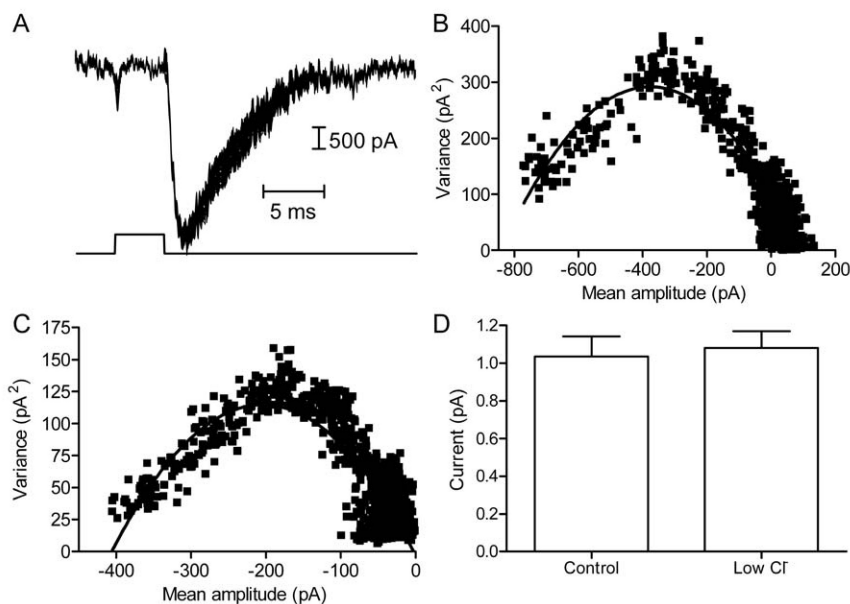 A
500 pA
5 ms
B
Variance (pA²)
400
300
200
100
0
-800
-600
-400
-200
0
200
Mean amplitude (pA)
C
Variance (pA²)
175
150
125
100
75
50
25
0
-400
-300
-200
-100
0
Mean amplitude (pA)
D
Current (pA)
1.2
1.0
0.8
0.6
0.4
0.2
0.0
Control
Low Cl⁻